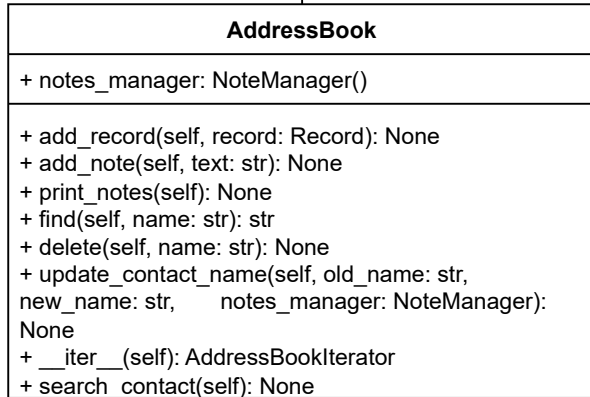 AddressBook
+ notes_manager: NoteManager()
+ add_record(self, record: Record): None
+ add_note(self, text: str): None
+ print_notes(self): None
+ find(self, name: str): str
+ delete(self, name: str): None
+ update_contact_name(self, old_name: str,
new_name: str, notes_manager: NoteManager):
None
+ __iter__(self): AddressBookIterator
+ search_contact(self): None